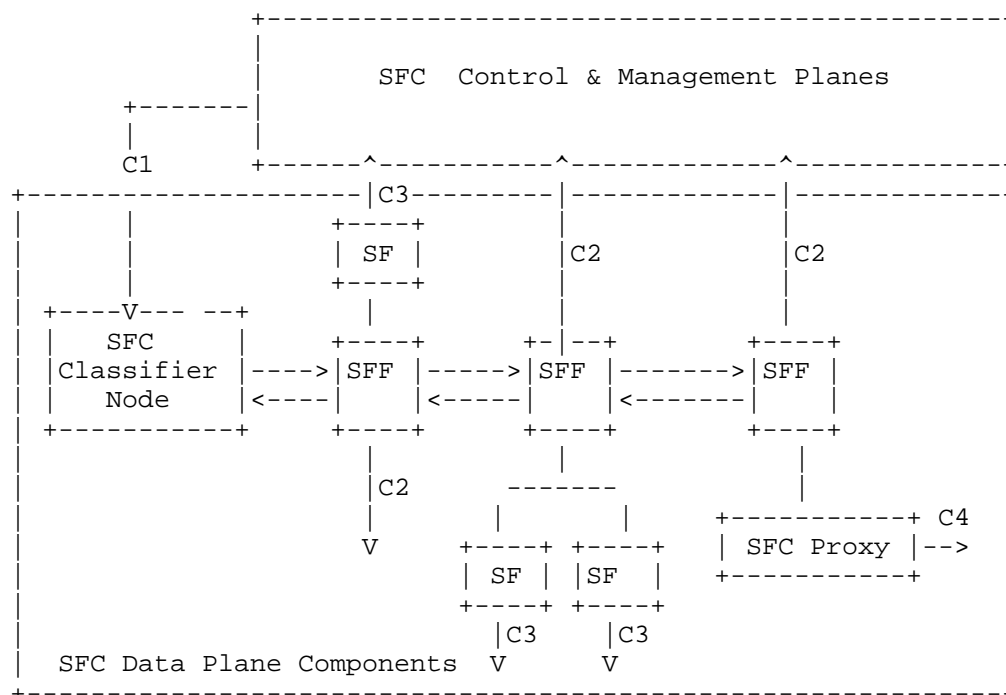 SFC Control & Management Planes
C1
C3
SF
C2 C2
SFC
Classifier SFF SFF SFF
Node
C2
C4
SFC Proxy
SF SF
C3 C3
SFC Data Plane Components